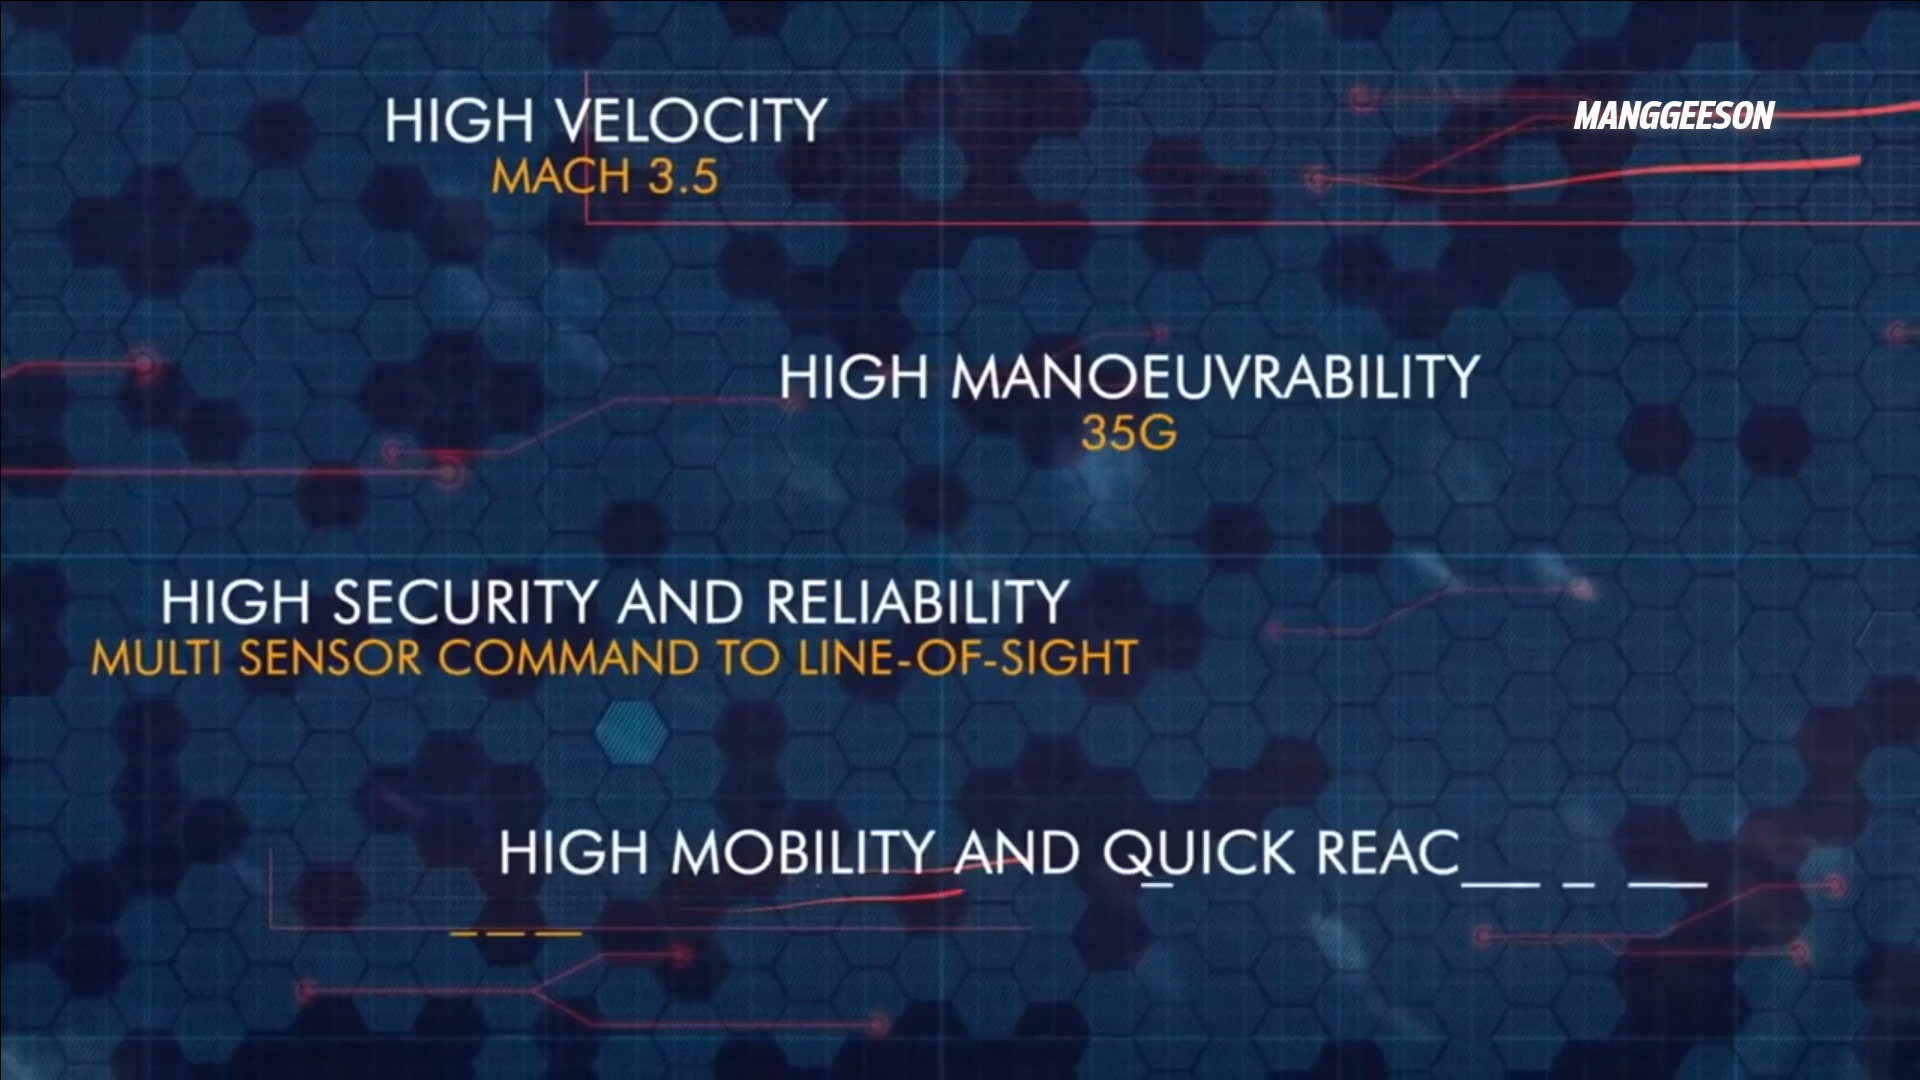 MANGGEESON
HIGH VELOCITY
MACH 3.5
HIGH MANOEUVRABILITY
35G
HIGH SECURITY AND RELIABILITY
MULTI SENSOR COMMAND TO LINE-OF-SIGHT
HIGH MOBILITY AND QUICK REAC